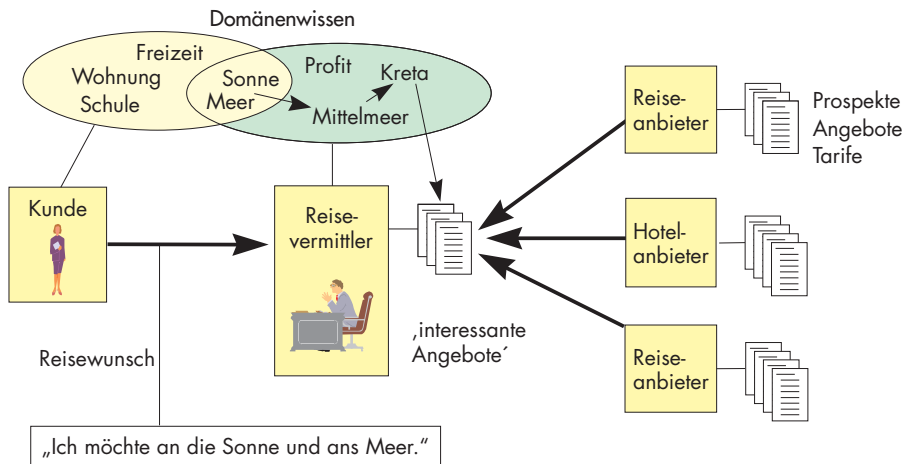 Domänenwissen
Freizeit
Wohnung
Schule
Sonne
Meer
Profit
Kreta
Mittelmeer
Kunde
Reise-
vermittler
Reise-
anbieter
Prospekte
Angebote
Tarife
Hotel-
anbieter
Reise-
anbieter
Reisewunsch
‚interessante
Angebote´
„Ich möchte an die Sonne und ans Meer.“